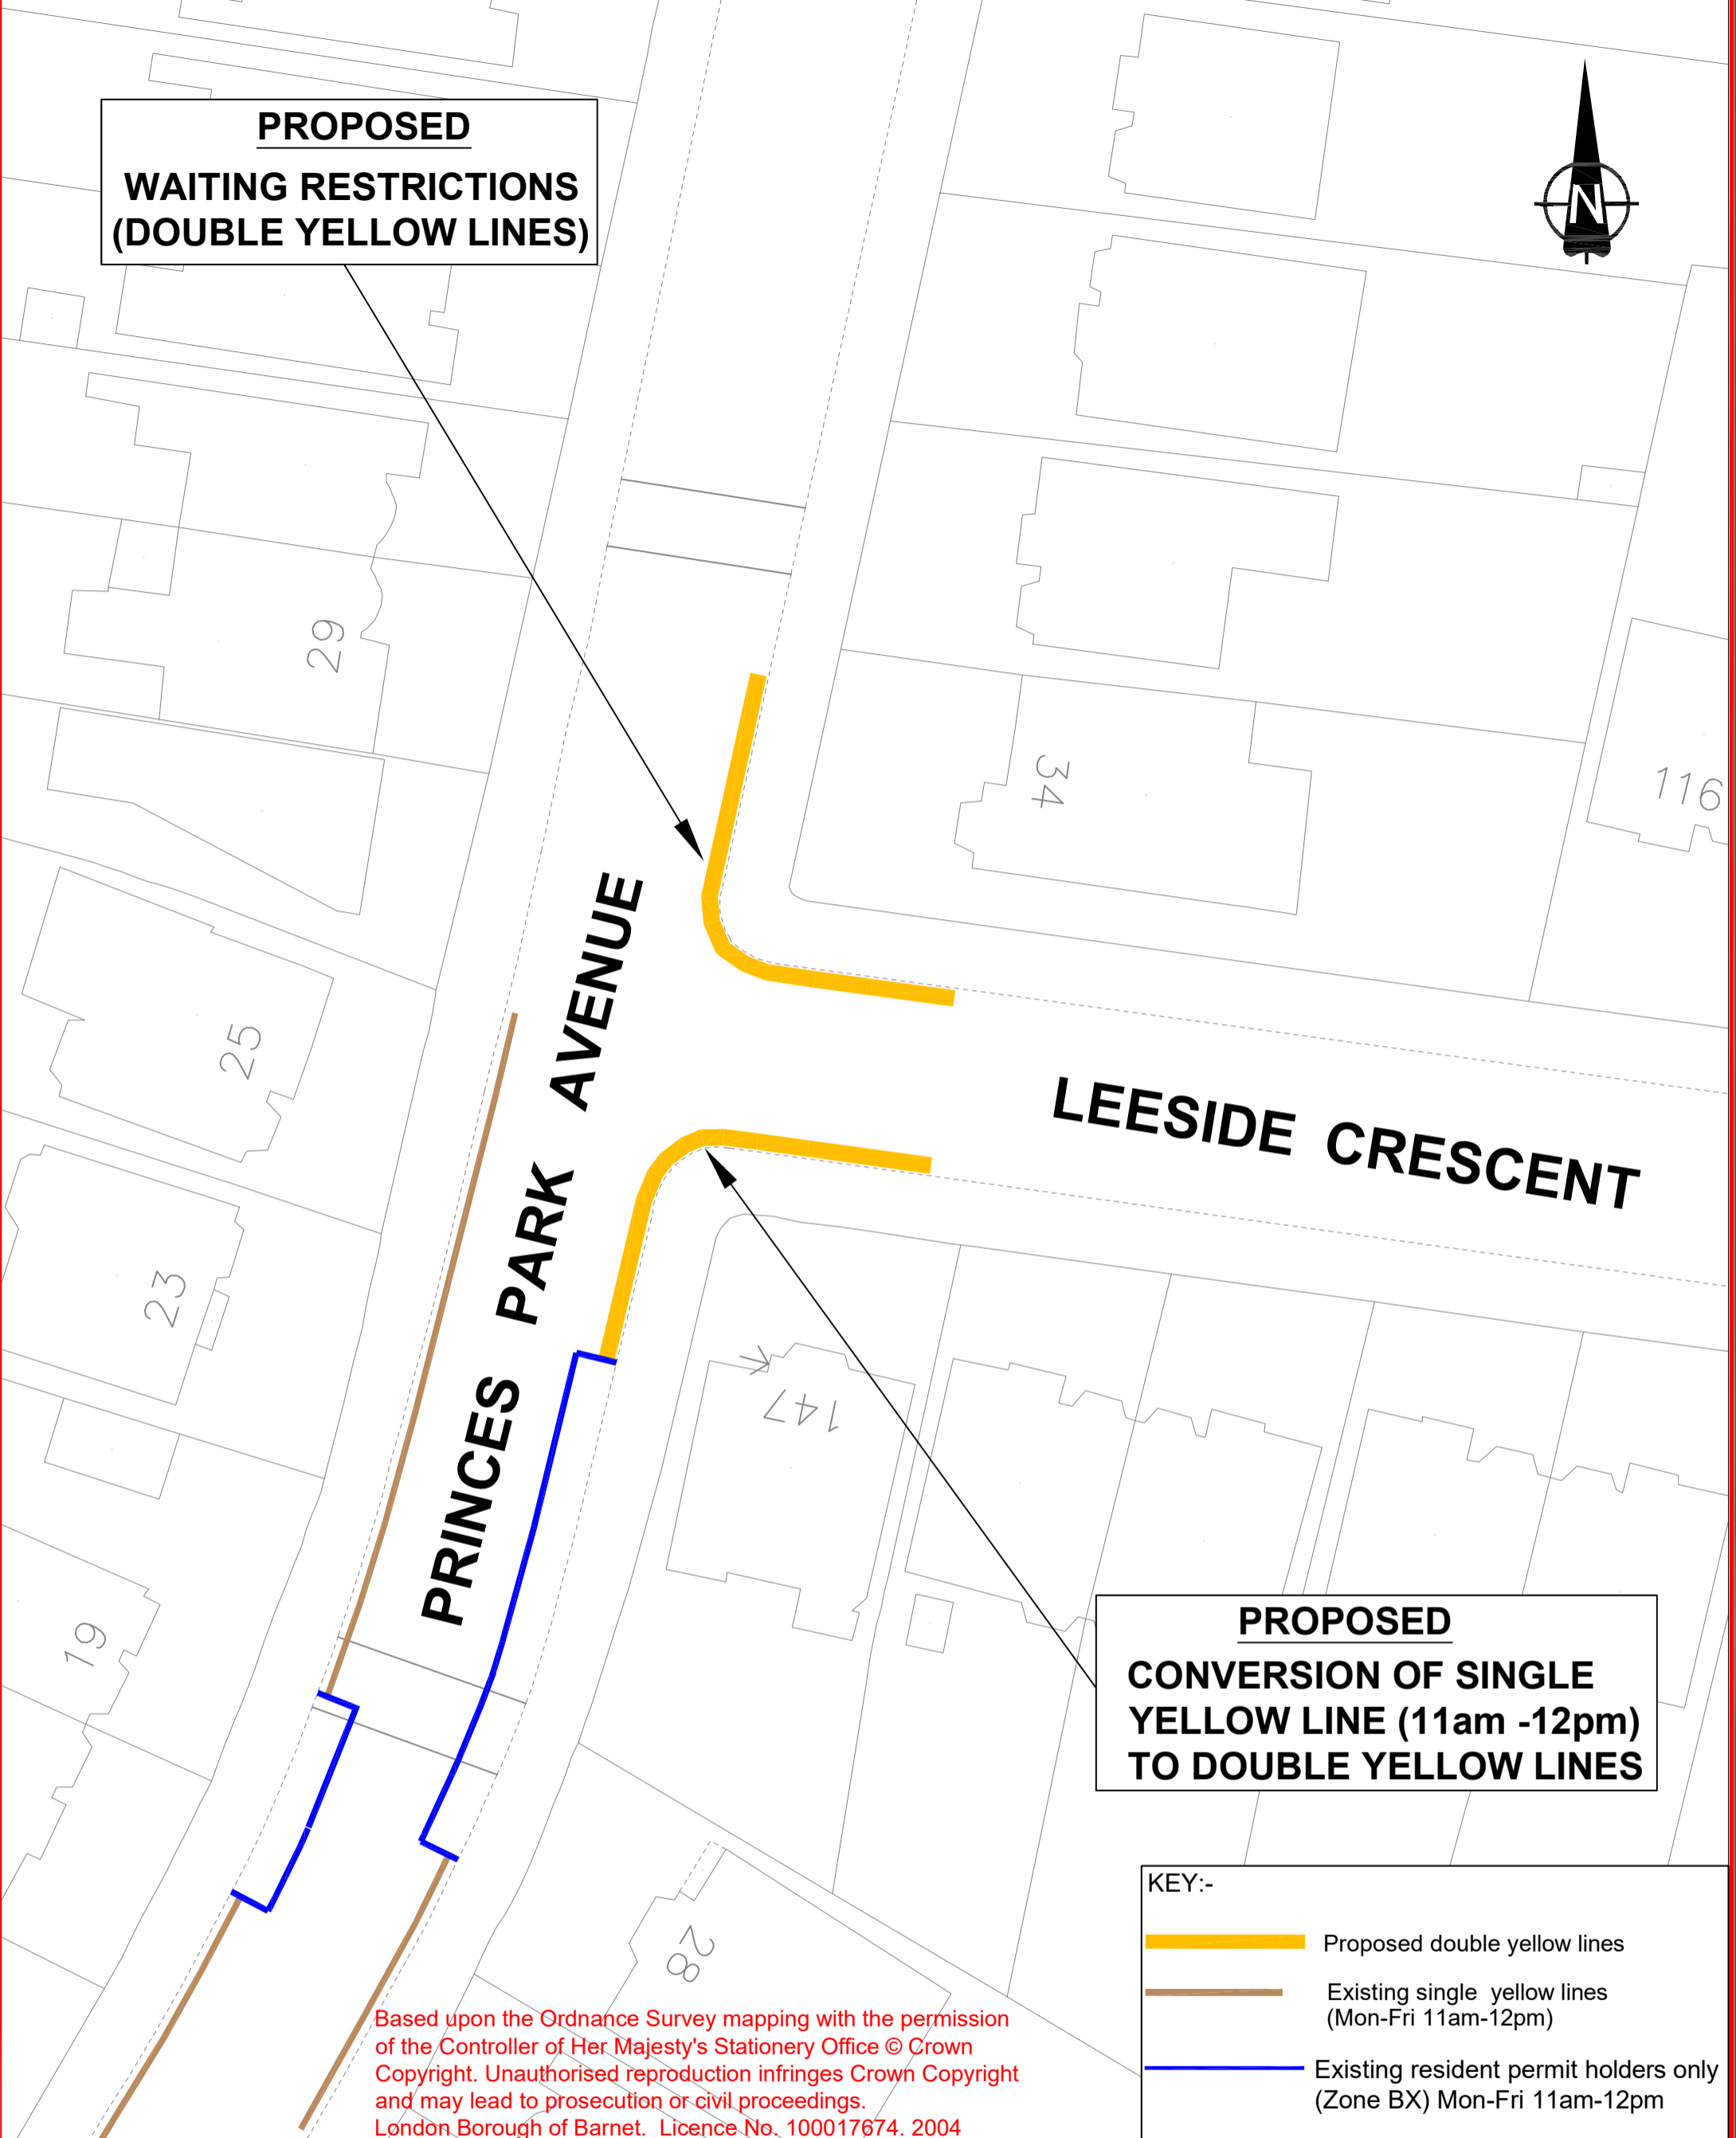 PROPOSED
WAITING RESTRICTIONS
(DOUBLE YELLOW LINES)
N
29
34
116
25
PRINCES PARK AVENUE
LEESIDE CRESCENT
23
147
19
28
PROPOSED
CONVERSION OF SINGLE
YELLOW LINE (11am -12pm)
TO DOUBLE YELLOW LINES
KEY:-
Proposed double yellow lines
Existing single yellow lines
(Mon-Fri 11am-12pm)
Existing resident permit holders only
(Zone BX) Mon-Fri 11am-12pm
Based upon the Ordnance Survey mapping with the permission
of the Controller of Her Majesty's Stationery Office © Crown
Copyright. Unauthorised reproduction infringes Crown Copyright
and may lead to prosecution or civil proceedings.
London Borough of Barnet. Licence No. 100017674. 2004